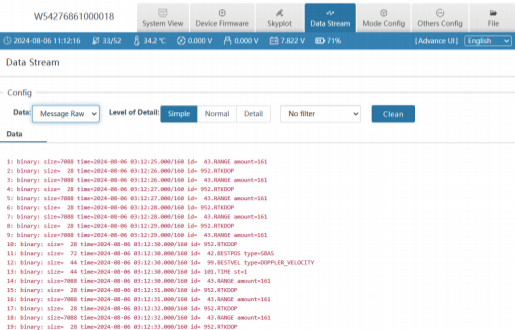 W54276861000018
System View
Device Firmware
Skyplot
Data Stream
Mode Config
Others Config
File
2024-08-06 11:12:16 33/52 34.2 °C 0.000 V 0.000 V 7.822 V 71% [Advance UI] English
Data Stream
Config
Data: Message Raw Level of Detail: Simple Normal Detail No filter Clean
Data
1: binary: size=7088 time=2024-08-06 03:12:25.000/160 id= 43.RANGE amount=161
2: binary: size= 28 time=2024-08-06 03:12:26.000/160 id= 952.RTKDOP
3: binary: size=7088 time=2024-08-06 03:12:26.000/160 id= 43.RANGE amount=161
4: binary: size= 28 time=2024-08-06 03:12:27.000/160 id= 952.RTKDOP
5: binary: size=7088 time=2024-08-06 03:12:27.000/160 id= 43.RANGE amount=161
6: binary: size= 28 time=2024-08-06 03:12:28.000/160 id= 952.RTKDOP
7: binary: size=7088 time=2024-08-06 03:12:28.000/160 id= 43.RANGE amount=161
8: binary: size= 28 time=2024-08-06 03:12:29.000/160 id= 952.RTKDOP
9: binary: size=7088 time=2024-08-06 03:12:29.000/160 id= 43.RANGE amount=161
10: binary: size= 28 time=2024-08-06 03:12:30.000/160 id= 952.RTKDOP
11: binary: size= 72 time=2024-08-06 03:12:30.000/160 id= 42.BESTPOS type=SBAS
12: binary: size= 44 time=2024-08-06 03:12:30.000/160 id= 99.BESTVEL type=DOPPLER_VELOCITY
13: binary: size= 44 time=2024-08-06 03:12:30.000/160 id= 101.TIME st=1
14: binary: size=7088 time=2024-08-06 03:12:30.000/160 id= 43.RANGE amount=161
15: binary: size= 28 time=2024-08-06 03:12:31.000/160 id= 952.RTKDOP
16: binary: size=7088 time=2024-08-06 03:12:31.000/160 id= 43.RANGE amount=161
17: binary: size= 28 time=2024-08-06 03:12:32.000/160 id= 952.RTKDOP
18: binary: size=7088 time=2024-08-06 03:12:32.000/160 id= 43.RANGE amount=161
19: binary: size= 28 time=2024-08-06 03:12:33.000/160 id= 952.RTKDOP